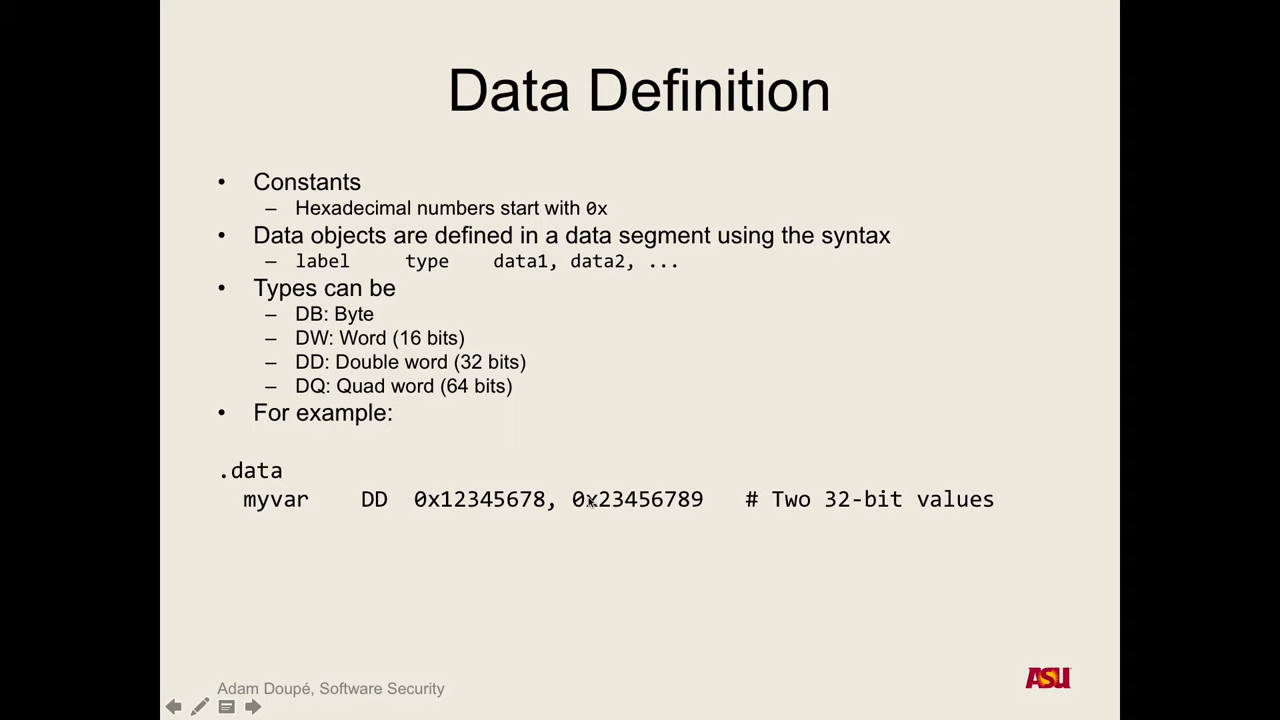 Data Definition
• Constants
– Hexadecimal numbers start with 0x
• Data objects are defined in a data segment using the syntax
– label type data1, data2, ...
• Types can be
– DB: Byte
– DW: Word (16 bits)
– DD: Double word (32 bits)
– DQ: Quad word (64 bits)
• For example:
.data
myvar DD 0x12345678, 0x23456789 # Two 32-bit values
Adam Doupé, Software Security
ASU